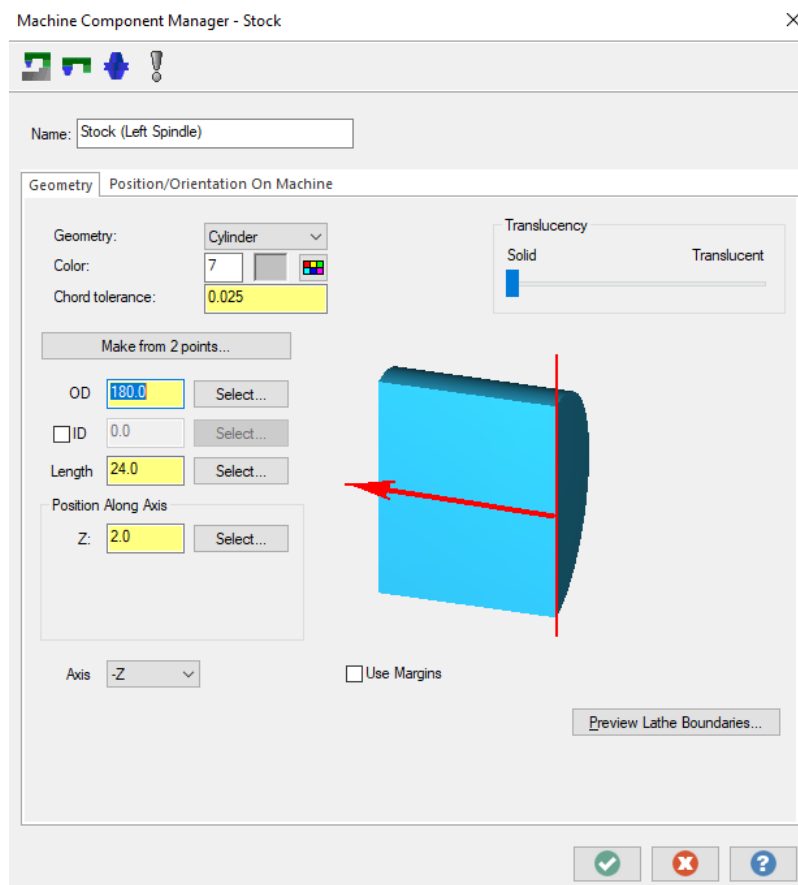 Machine Component Manager - Stock
Name: Stock (Left Spindle)
Geometry Position/Orientation On Machine
Geometry: Cylinder
Color: 7
Chord tolerance: 0.025
Translucency
Solid Translucent
Make from 2 points...
OD 180.0 Select...
ID 0.0 Select...
Length 24.0 Select...
Position Along Axis
Z: 2.0 Select...
Axis -Z
Use Margins
Preview Lathe Boundaries...